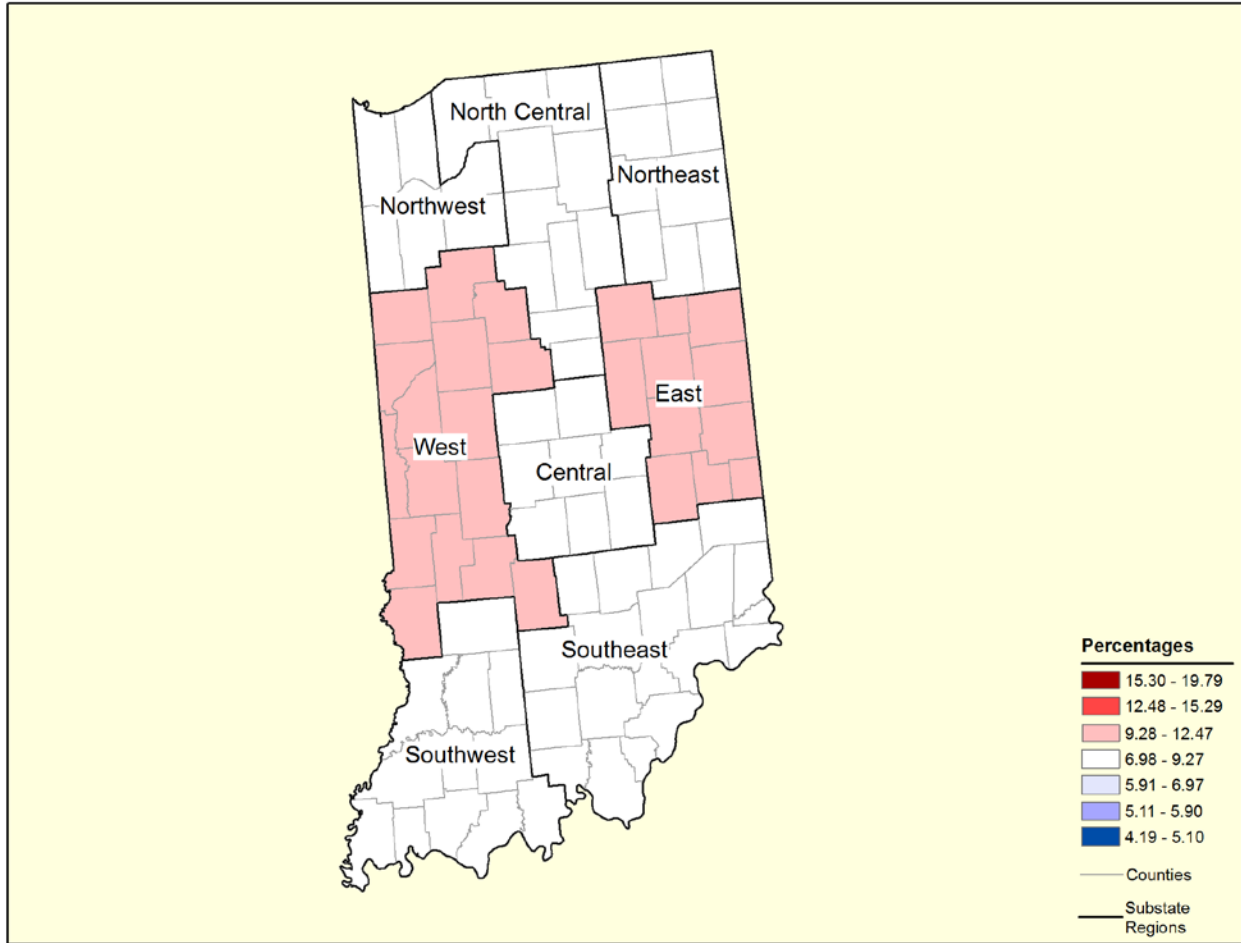 North Central
Northeast
Northwest
East
West
Central
Southeast
Southwest
Percentages
15.30 - 19.79
12.48 - 15.29
9.28 - 12.47
6.98 - 9.27
5.91 - 6.97
5.11 - 5.90
4.19 - 5.10
Counties
Substate
Regions